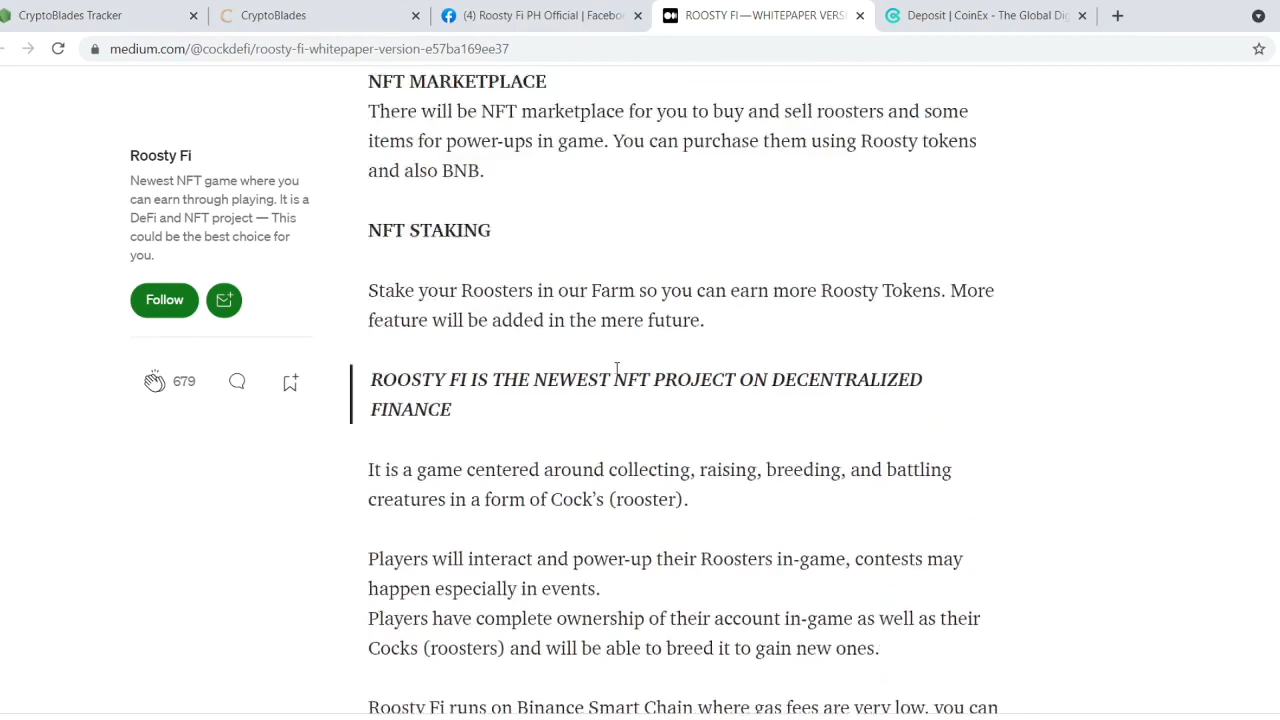 CryptoBlades Tracker
CryptoBlades
(4) Roosty Fi PH Official | Facebo
ROOSTY FI — WHITEPAPER VERSI
Deposit | CoinEx - The Global Dig
medium.com/@cockdefi/roosty-fi-whitepaper-version-e57ba169ee37
Roosty Fi
Newest NFT game where you
can earn through playing. It is a
DeFi and NFT project — This
could be the best choice for
you.
Follow
679
NFT MARKETPLACE
There will be NFT marketplace for you to buy and sell roosters and some
items for power-ups in game. You can purchase them using Roosty tokens
and also BNB.
NFT STAKING
Stake your Roosters in our Farm so you can earn more Roosty Tokens. More
feature will be added in the mere future.
ROOSTY FI IS THE NEWEST NFT PROJECT ON DECENTRALIZED
FINANCE
It is a game centered around collecting, raising, breeding, and battling
creatures in a form of Cock's (rooster).
Players will interact and power-up their Roosters in-game, contests may
happen especially in events.
Players have complete ownership of their account in-game as well as their
Cocks (roosters) and will be able to breed it to gain new ones.
Roosty Fi runs on Binance Smart Chain where gas fees are very low, you can